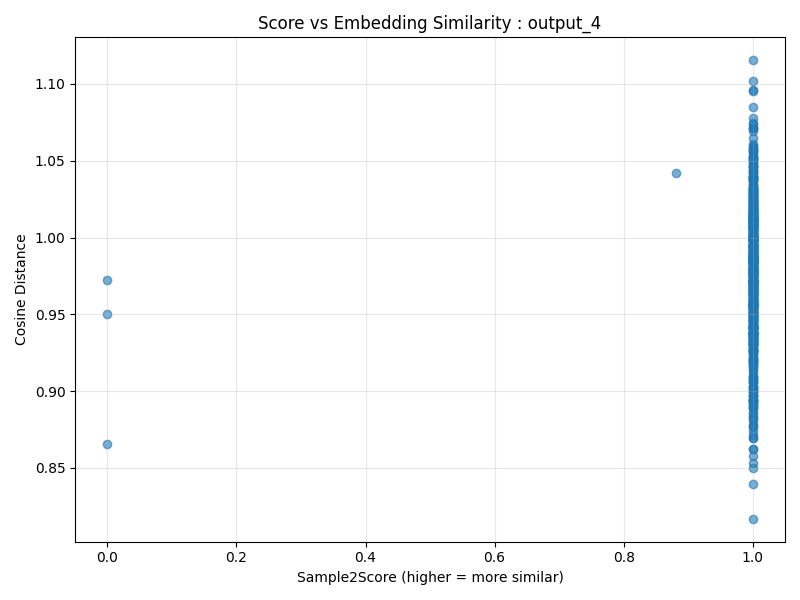 Score vs Embedding Similarity : output_4
1.10
1.05
1.00
0.95
0.90
0.85
Cosine Distance
0.0 0.2 0.4 0.6 0.8 1.0
Sample2Score (higher = more similar)